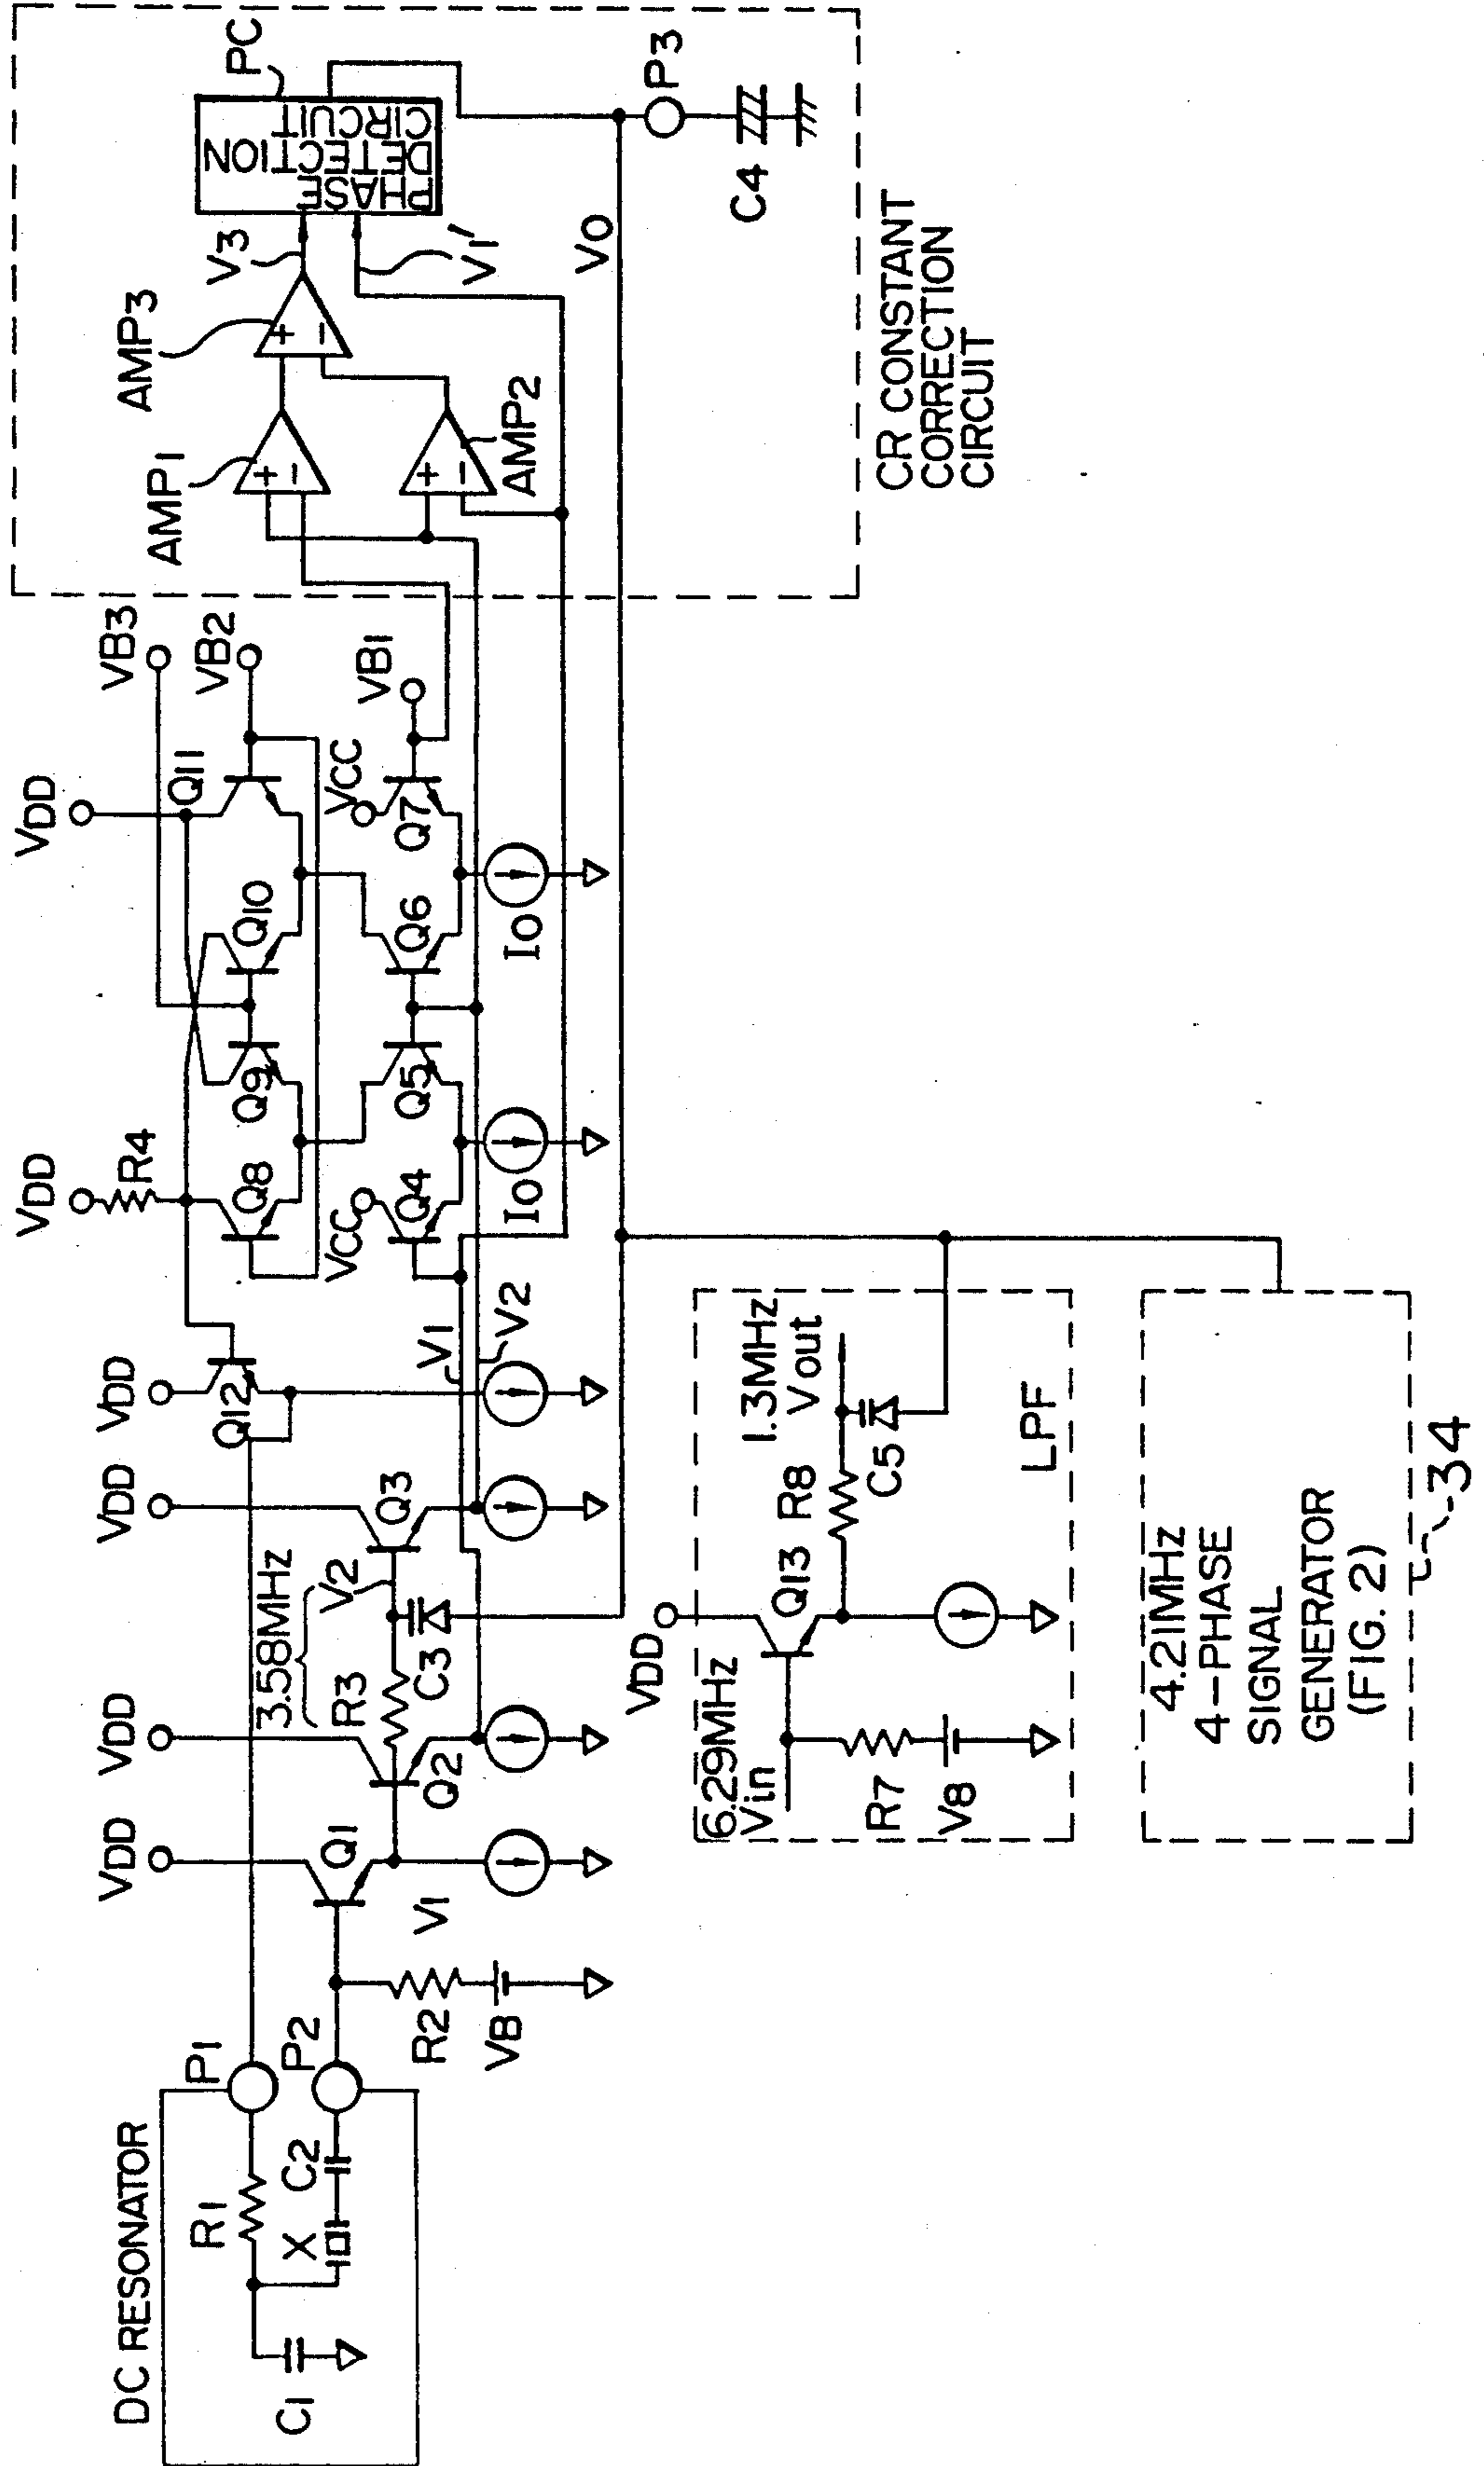 DC RESONATOR
C1
R1
X
C2
P1
P2
R2
VB
V1
VDD
Q1
VDD
Q2
R3
3.58MHz
V2
C3
VDD
Q3
VDD
Q12
V1
V2
VDD
R4
Q8
Q9
Q10
Q11
VDD
VB3
VB2
VB1
VCC
Q4
Q5
Q6
Q7
VCC
IO
IO
AMP1
AMP2
AMP3
+
−
+
−
+
−
V3
V1'
PHASE
DETECTION
CIRCUIT
PC
VO
P3
C4
CR CONSTANT
CORRECTION
CIRCUIT
6.29MHz
Vin
R7
V8
VDD
Q13
R8
C5
1.3MHz
Vout
LPF
4.21MHz
4-PHASE
SIGNAL
GENERATOR
(FIG. 2)
34